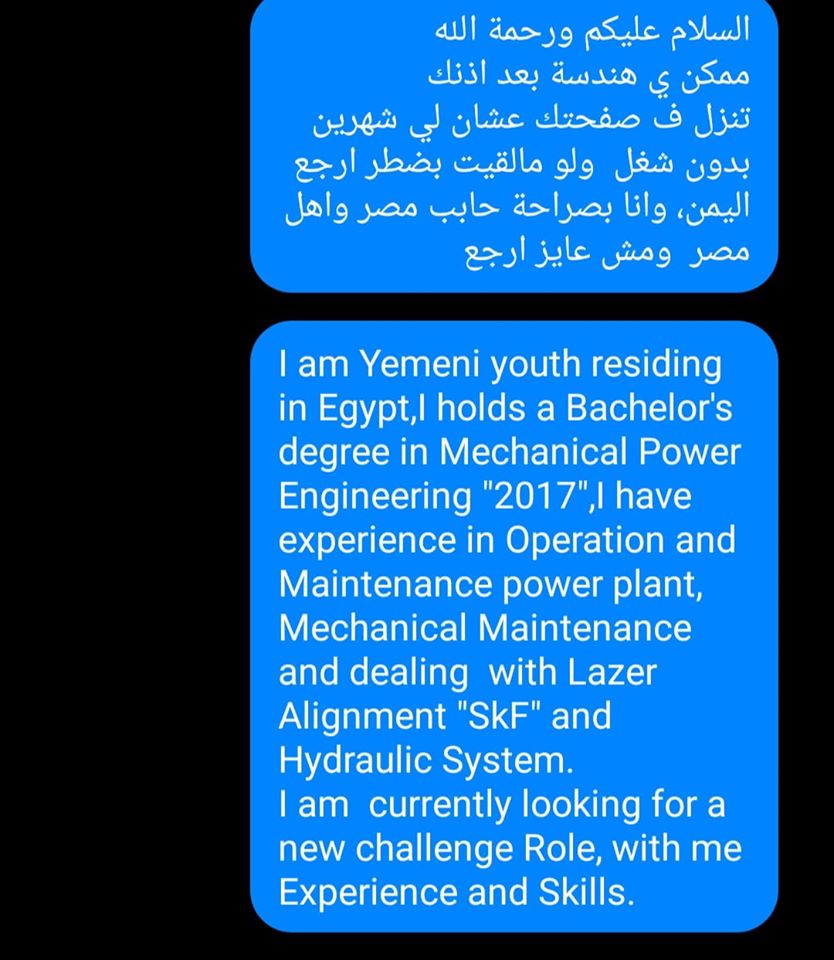 السلام عليكم ورحمة الله
ممكن ي هندسة بعد اذنك
تنزل ف صفحتك عشان لي شهرين
بدون شغل  ولو مالقيت بضطر ارجع
اليمن، وانا بصراحة حابب مصر واهل
مصر  ومش عايز ارجع
I am Yemeni youth residing
in Egypt,I holds a Bachelor's
degree in Mechanical Power
Engineering "2017",I have
experience in Operation and
Maintenance power plant,
Mechanical Maintenance
and dealing  with Lazer
Alignment "SkF" and
Hydraulic System.
I am  currently looking for a
new challenge Role, with me
Experience and Skills.